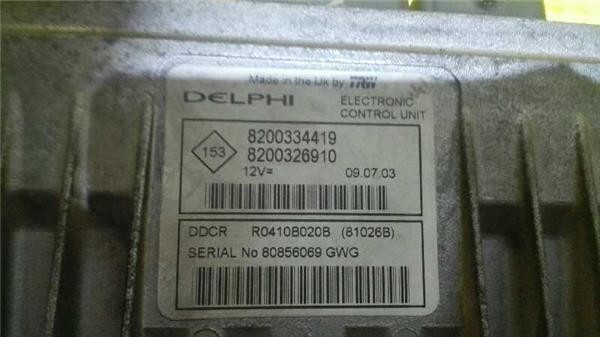 Made in the Uk by TRW
DELPHI
ELECTRONIC
CONTROL UNIT
153
8200334419
8200326910
12V=
09.07.03
DDCR R0410B020B (81026B)
SERIAL No 80856069 GWG